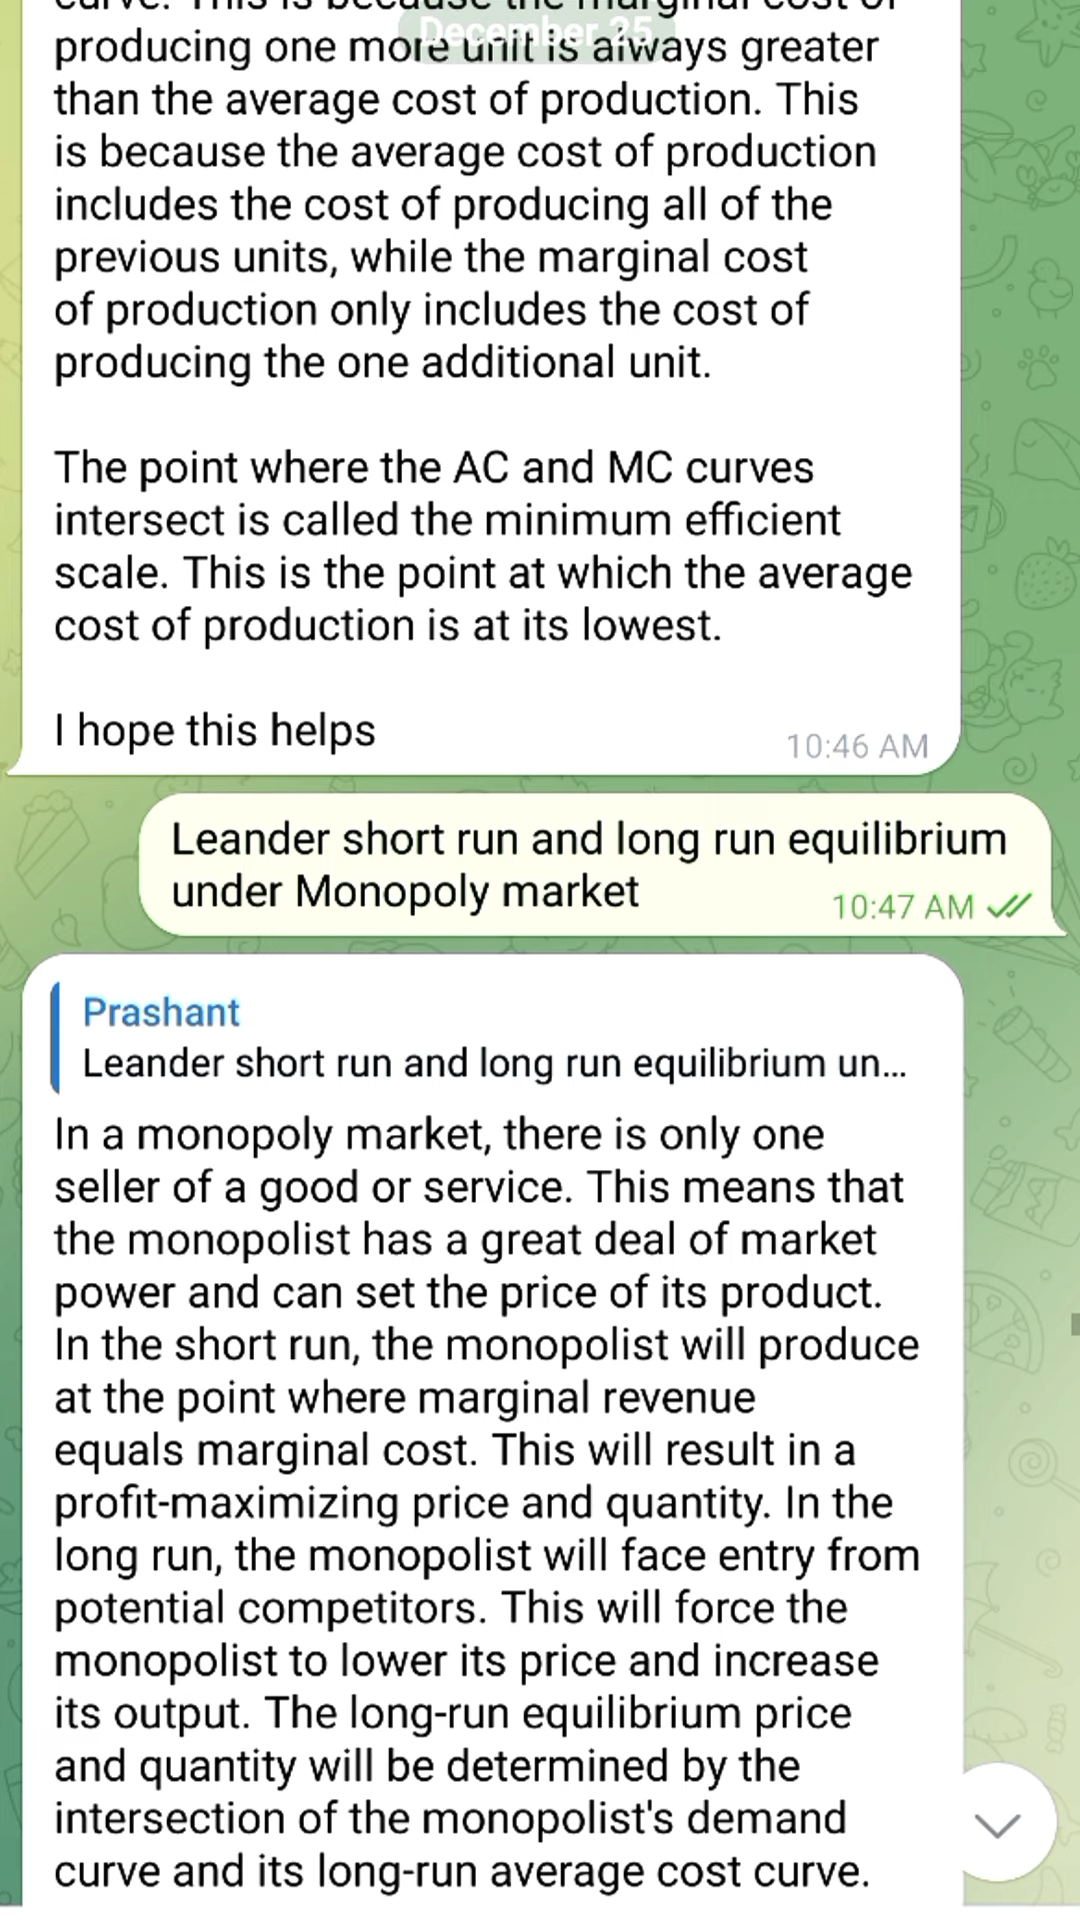 curve. This is because the marginal cost of
December 25
producing one more unit is always greater
than the average cost of production. This
is because the average cost of production
includes the cost of producing all of the
previous units, while the marginal cost
of production only includes the cost of
producing the one additional unit.
The point where the AC and MC curves
intersect is called the minimum efficient
scale. This is the point at which the average
cost of production is at its lowest.
I hope this helps
10:46 AM
Leander short run and long run equilibrium
under Monopoly market
10:47 AM
Prashant
Leander short run and long run equilibrium un...
In a monopoly market, there is only one
seller of a good or service. This means that
the monopolist has a great deal of market
power and can set the price of its product.
In the short run, the monopolist will produce
at the point where marginal revenue
equals marginal cost. This will result in a
profit-maximizing price and quantity. In the
long run, the monopolist will face entry from
potential competitors. This will force the
monopolist to lower its price and increase
its output. The long-run equilibrium price
and quantity will be determined by the
intersection of the monopolist's demand
curve and its long-run average cost curve.